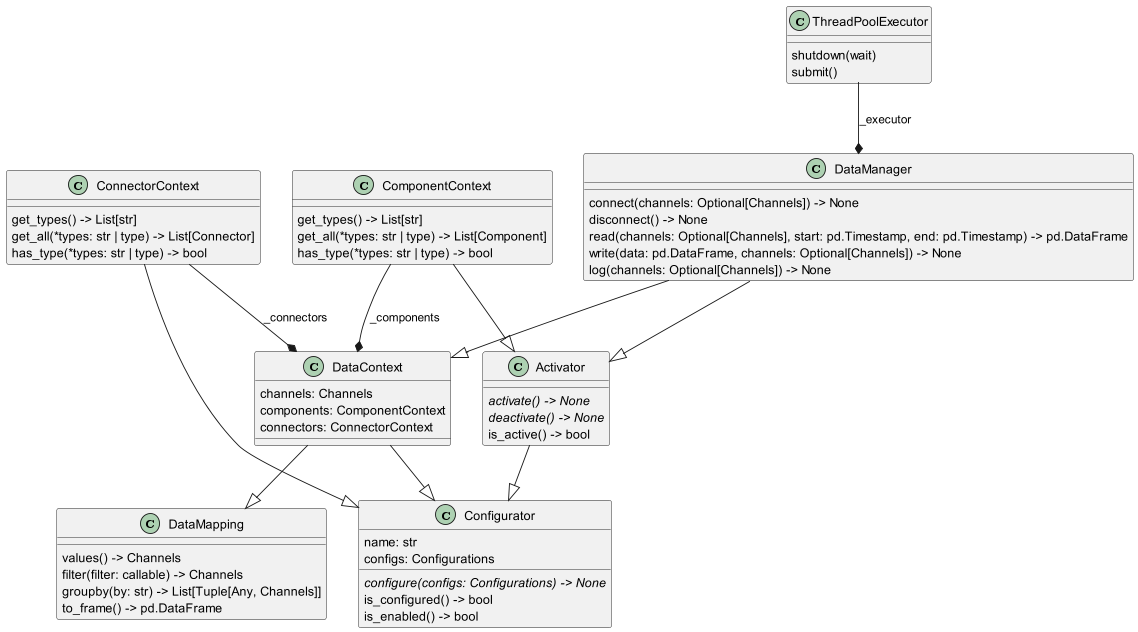 C ThreadPoolExecutor
shutdown(wait)
submit()
_executor
C ConnectorContext
get_types() -> List[str]
get_all(*types: str | type) -> List[Connector]
has_type(*types: str | type) -> bool
C ComponentContext
get_types() -> List[str]
get_all(*types: str | type) -> List[Component]
has_type(*types: str | type) -> bool
C DataManager
connect(channels: Optional[Channels]) -> None
disconnect() -> None
read(channels: Optional[Channels], start: pd.Timestamp, end: pd.Timestamp) -> pd.DataFrame
write(data: pd.DataFrame, channels: Optional[Channels]) -> None
log(channels: Optional[Channels]) -> None
_connectors
_components
C DataContext
channels: Channels
components: ComponentContext
connectors: ConnectorContext
C Activator
activate() -> None
deactivate() -> None
is_active() -> bool
C DataMapping
values() -> Channels
filter(filter: callable) -> Channels
groupby(by: str) -> List[Tuple[Any, Channels]]
to_frame() -> pd.DataFrame
C Configurator
name: str
configs: Configurations
configure(configs: Configurations) -> None
is_configured() -> bool
is_enabled() -> bool